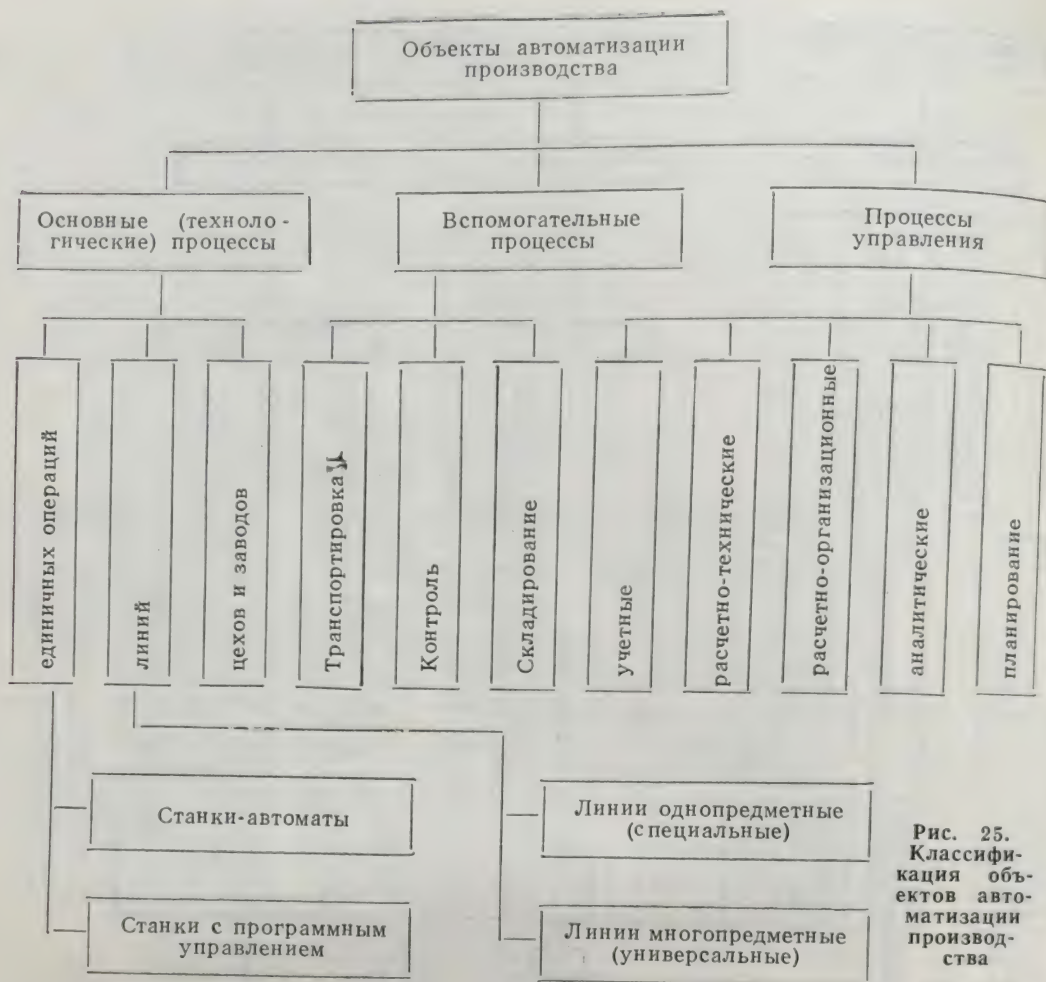 Объекты автоматизации
производства
Основные (техноло-
гические) процессы
Вспомогательные
процессы
Процессы
управления
единичных операций
линий
цехов и заводов
Транспортировка
Контроль
Складирование
учетные
расчетно-технические
расчетно-организационные
аналитические
планирование
Станки-автоматы
Станки с программным
управлением
Линии однопредметные
(специальные)
Линии многопредметные
(универсальные)
Рис. 25.
Классифи-
кация объ-
ектов авто-
матизации
производ-
ства